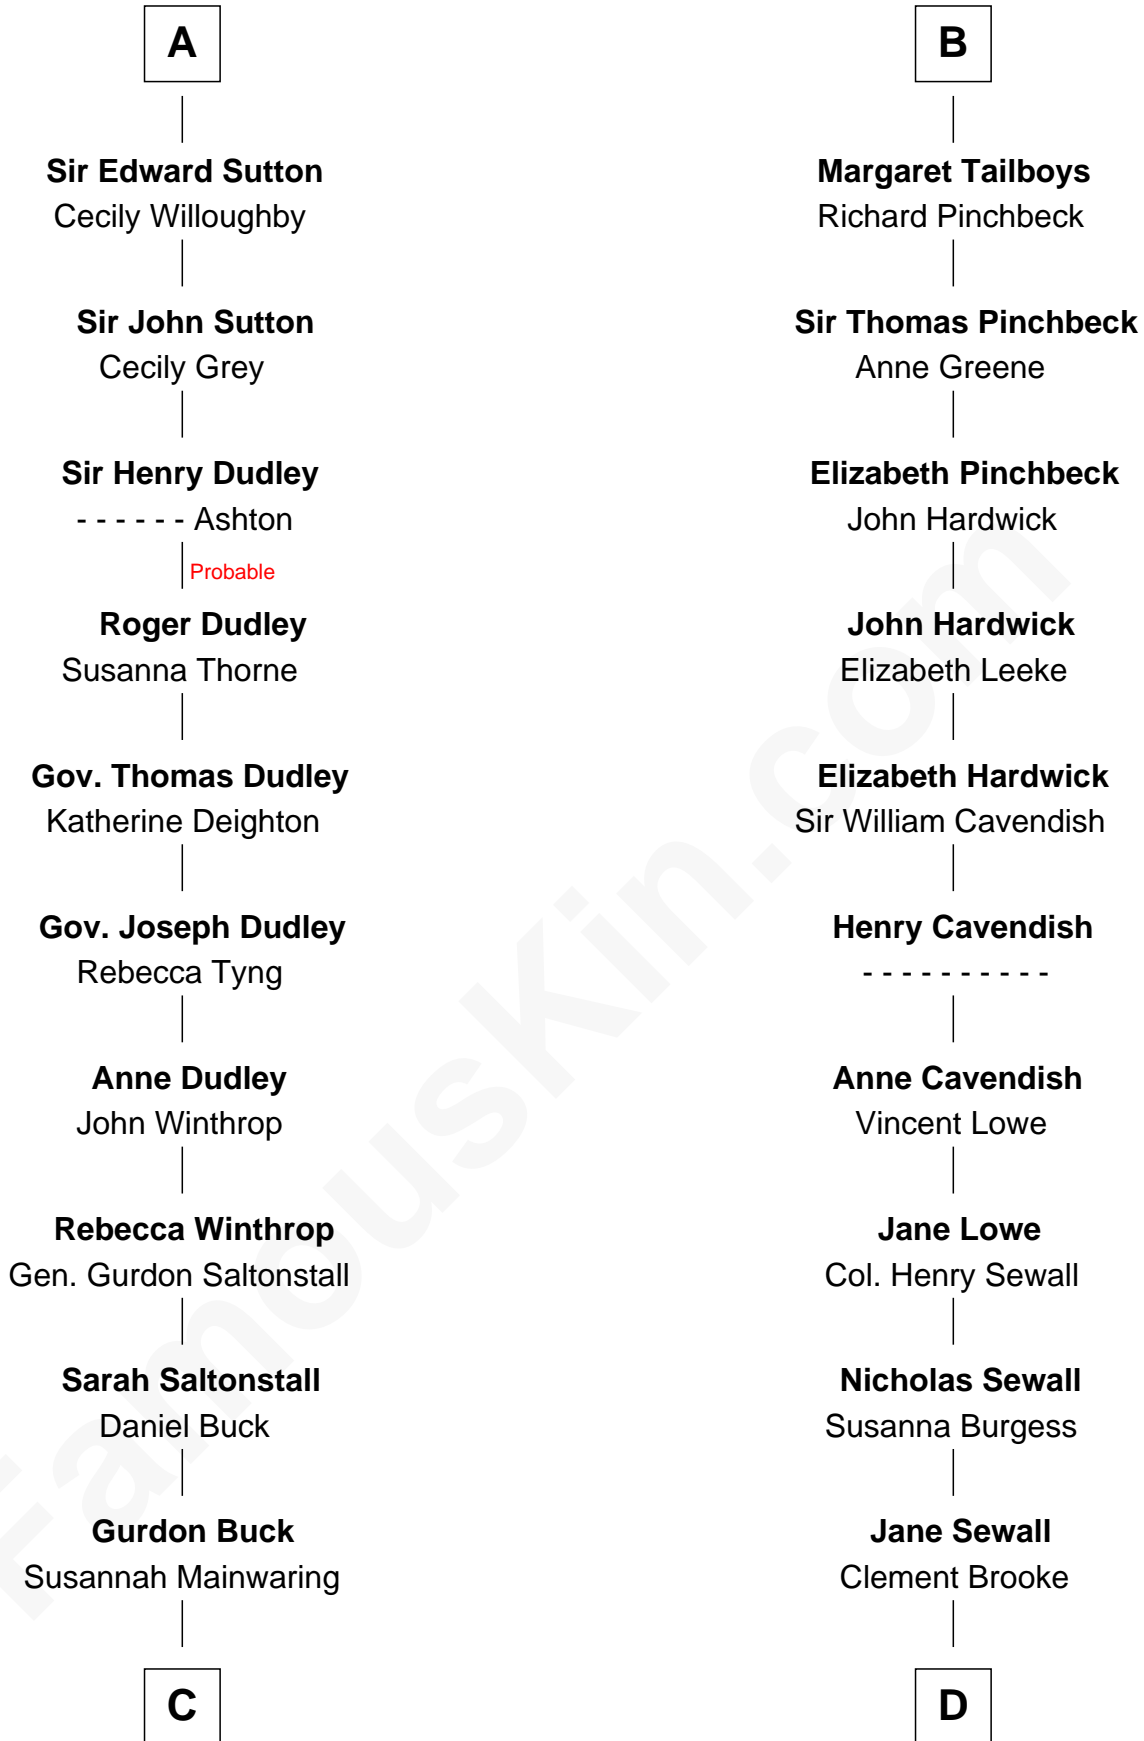 A
Sir Edward Sutton
Cecily Willoughby
Sir John Sutton
Cecily Grey
Sir Henry Dudley
- - - - - - Ashton
Probable
Roger Dudley
Susanna Thorne
Gov. Thomas Dudley
Katherine Deighton
Gov. Joseph Dudley
Rebecca Tyng
Anne Dudley
John Winthrop
Rebecca Winthrop
Gen. Gurdon Saltonstall
Sarah Saltonstall
Daniel Buck
Gurdon Buck
Susannah Mainwaring
C
B
Margaret Tailboys
Richard Pinchbeck
Sir Thomas Pinchbeck
Anne Greene
Elizabeth Pinchbeck
John Hardwick
John Hardwick
Elizabeth Leeke
Elizabeth Hardwick
Sir William Cavendish
Henry Cavendish
- - - - - - - - - -
Anne Cavendish
Vincent Lowe
Jane Lowe
Col. Henry Sewall
Nicholas Sewall
Susanna Burgess
Jane Sewall
Clement Brooke
D
FamousKin.com